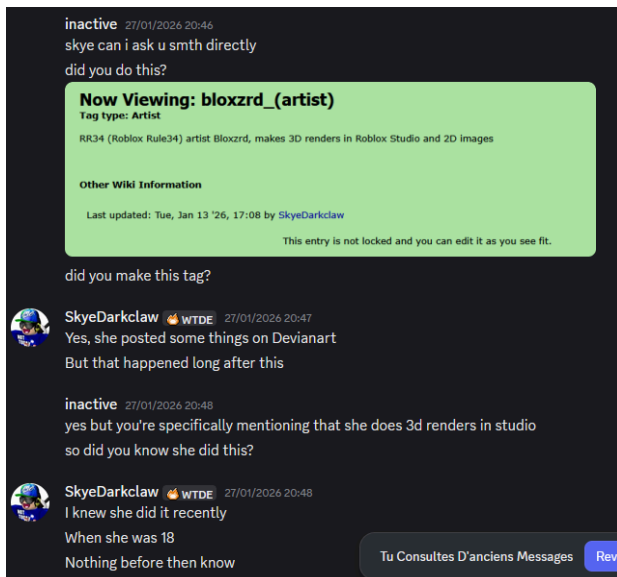 inactive 27/01/2026 20:46
skye can i ask u smth directly
did you do this?
Now Viewing: bloxzrd_(artist)
Tag type: Artist
RR34 (Roblox Rule34) artist Bloxzrd, makes 3D renders in Roblox Studio and 2D images
Other Wiki Information
Last updated: Tue, Jan 13 '26, 17:08 by SkyeDarkclaw
This entry is not locked and you can edit it as you see fit.
did you make this tag?
SkyeDarkclaw WTDE 27/01/2026 20:47
Yes, she posted some things on Devianart
But that happened long after this
inactive 27/01/2026 20:48
yes but you're specifically mentioning that she does 3d renders in studio
so did you know she did this?
SkyeDarkclaw WTDE 27/01/2026 20:48
I knew she did it recently
When she was 18
Nothing before then know
Tu Consultes D'anciens Messages
Rev